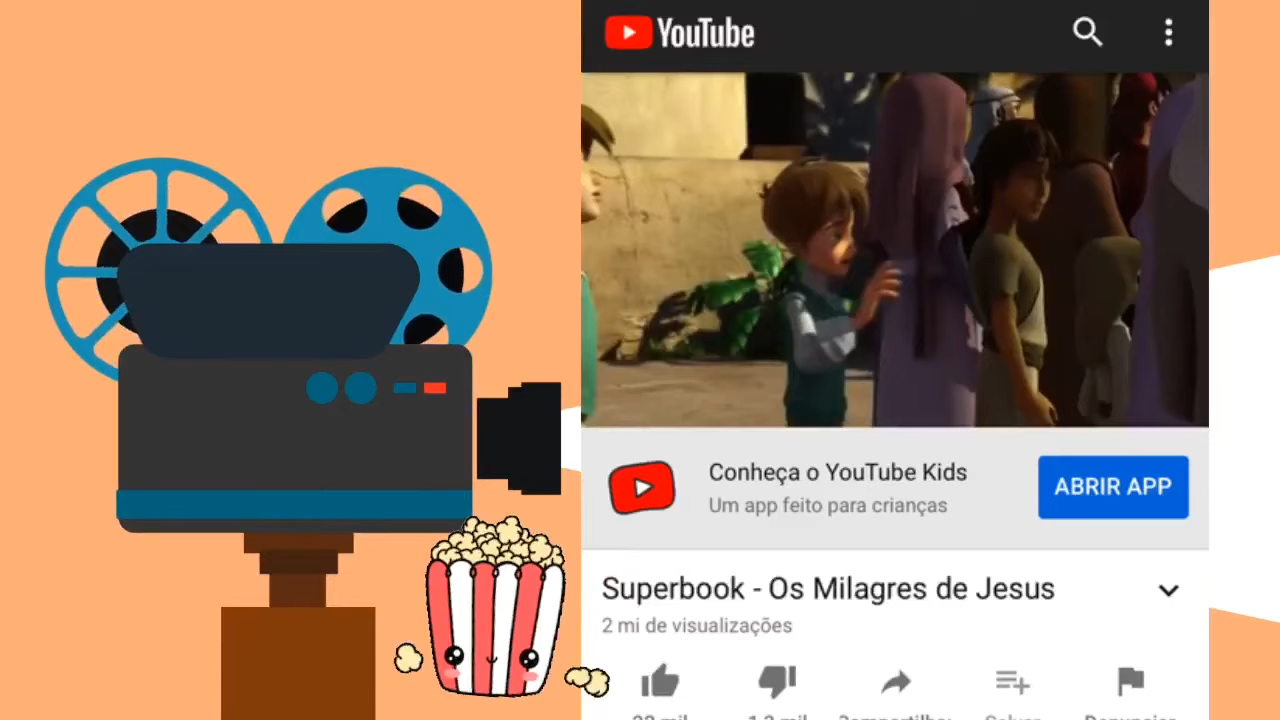 YouTube
Conheça o YouTube Kids
Um app feito para crianças
ABRIR APP
Superbook - Os Milagres de Jesus
2 mi de visualizações